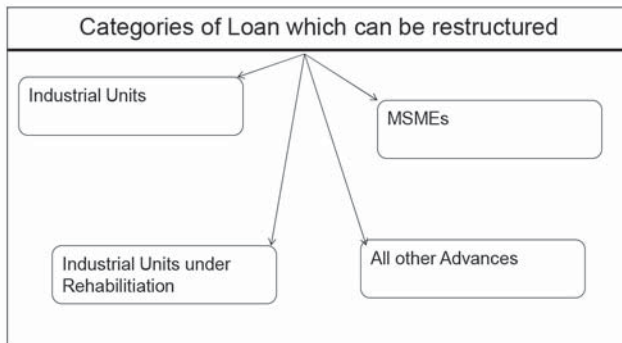 Categories of Loan which can be restructured
Industrial Units
MSMEs
Industrial Units under
Rehabilitiation
All other Advances